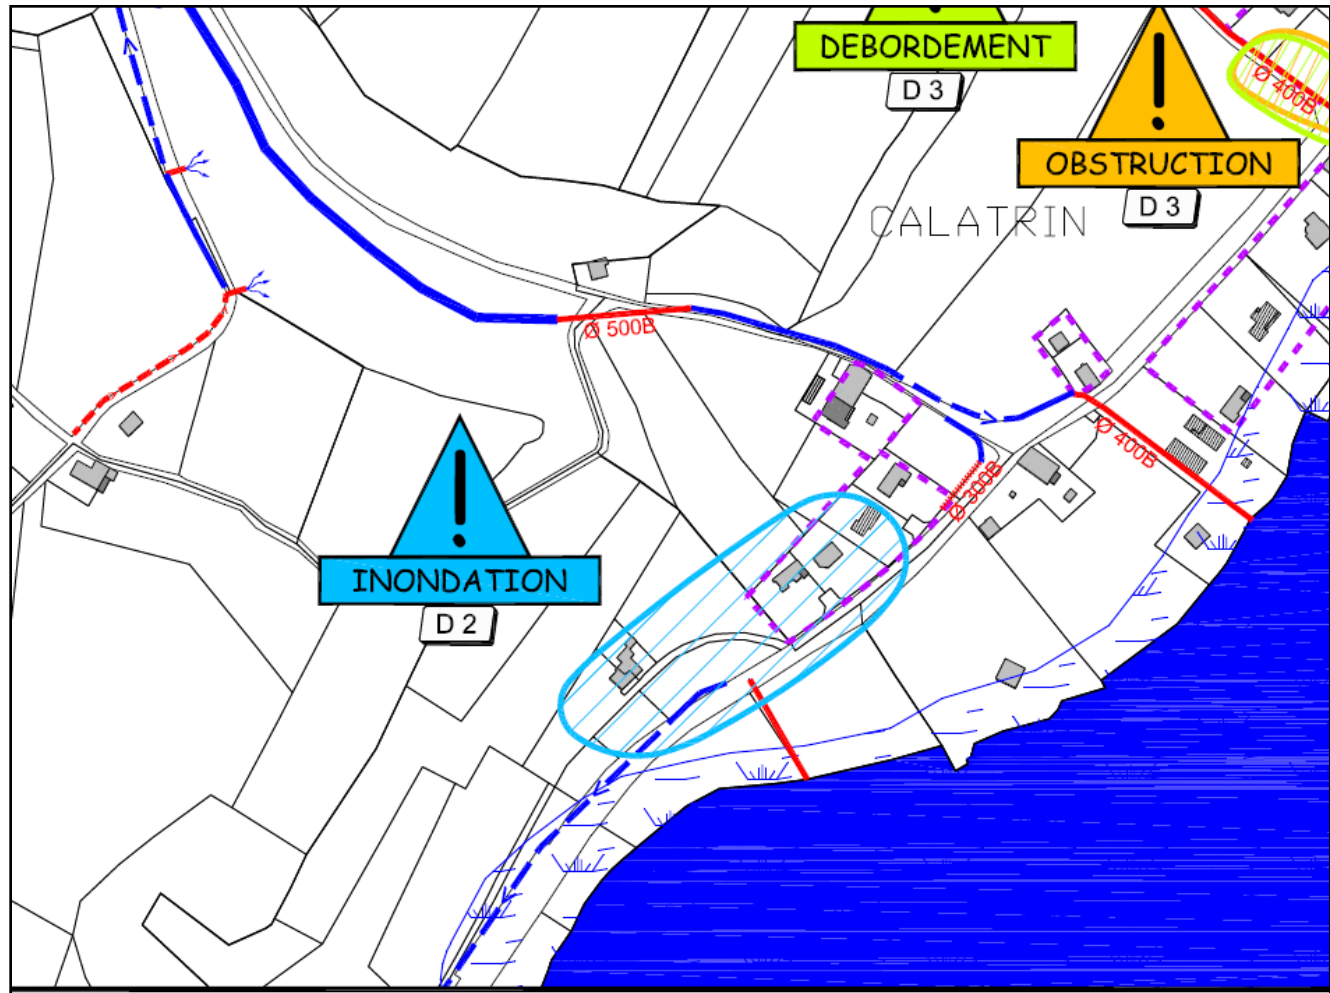 DEBORDEMENT
D 3
Ø 400B
OBSTRUCTION
D 3
CALATRIN
Ø 500B
Ø 400B
Ø 300B
INONDATION
D 2